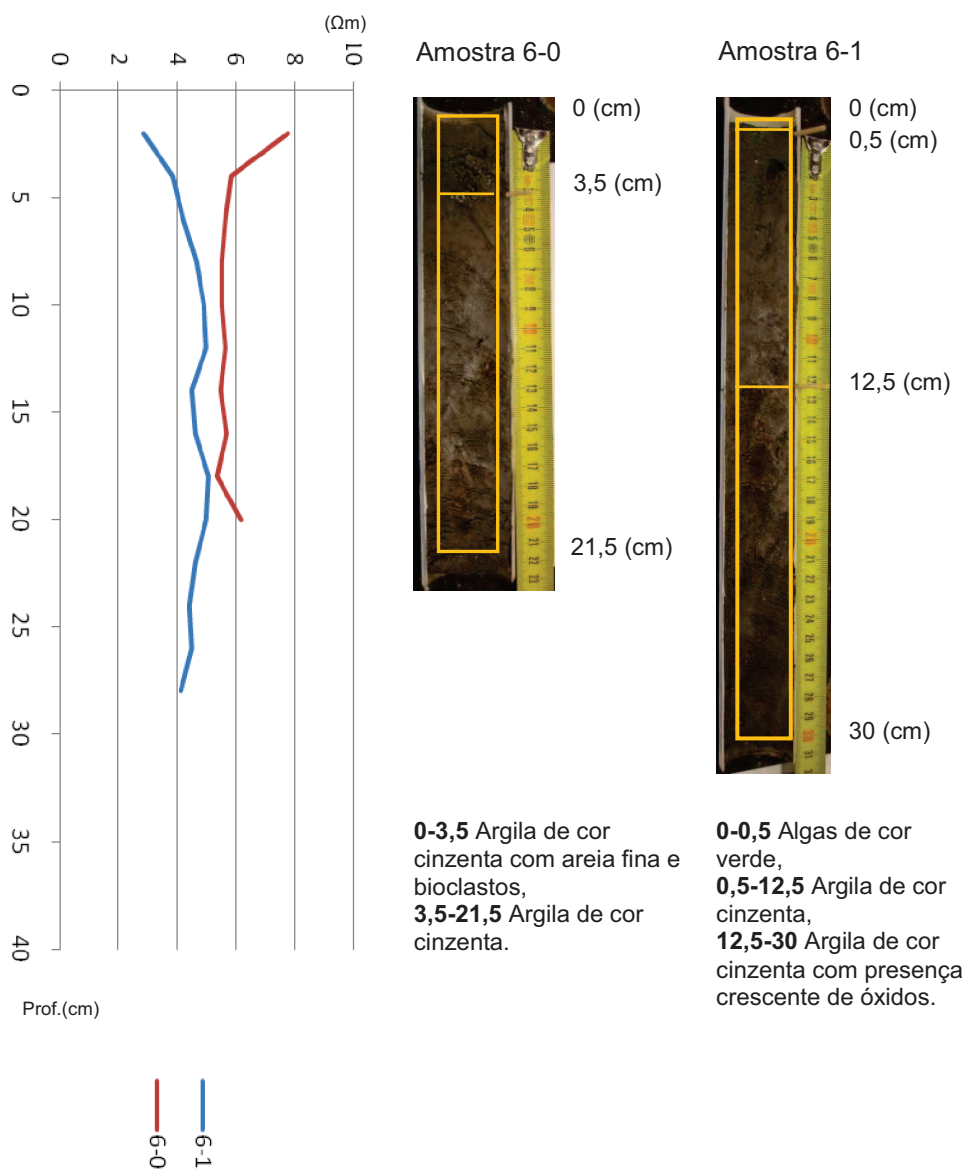 (Ωm)
0 2 4 6 8 10
0
5
10
15
20
25
30
35
40
Prof.(cm)
6-0
6-1
Amostra 6-0
0 (cm)
3,5 (cm)
21,5 (cm)
0-3,5 Argila de cor
cinzenta com areia fina e
bioclastos,
3,5-21,5 Argila de cor
cinzenta.
Amostra 6-1
0 (cm)
0,5 (cm)
12,5 (cm)
30 (cm)
0-0,5 Algas de cor
verde,
0,5-12,5 Argila de cor
cinzenta,
12,5-30 Argila de cor
cinzenta com presença
crescente de óxidos.